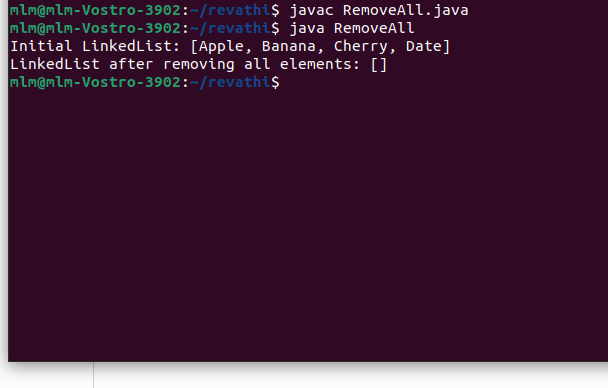 mlm@mlm-Vostro-3902:~/revathi$ javac RemoveAll.java
mlm@mlm-Vostro-3902:~/revathi$ java RemoveAll
Initial LinkedList: [Apple, Banana, Cherry, Date]
LinkedList after removing all elements: []
mlm@mlm-Vostro-3902:~/revathi$